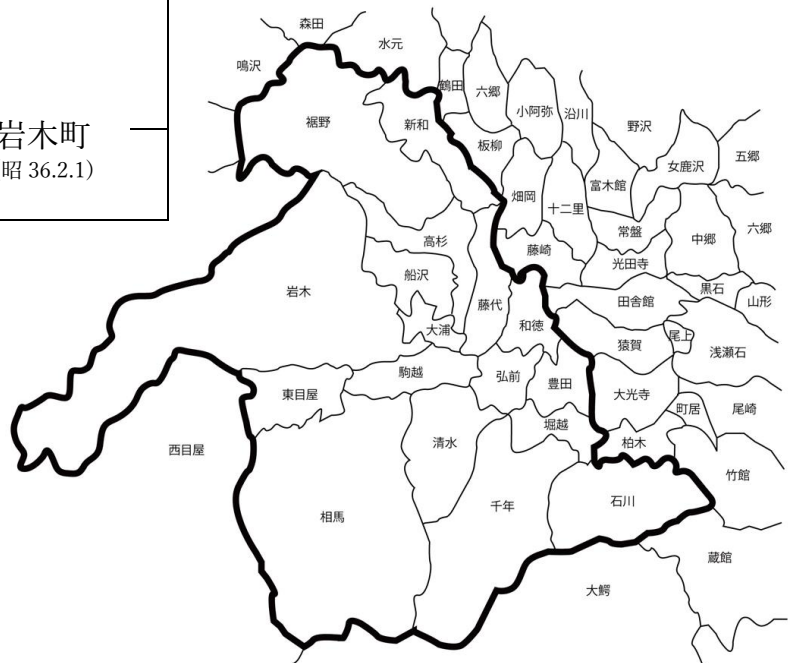 森田
水元
鳴沢
鶴田
六郷
小阿弥
沿川
裾野
新和
野沢
岩木町
(昭36.2.1)
板柳
五郷
女鹿沢
富木館
畑岡
十二里
常盤
六郷
中郷
高杉
藤崎
光田寺
船沢
岩木
藤代
田舎館
黒石
山形
大浦
和徳
尾上
猿賀
浅瀬石
駒越
弘前
豊田
東目屋
大光寺
町居
尾崎
堀越
清水
柏木
西目屋
竹館
千年
石川
相馬
蔵館
大鰐